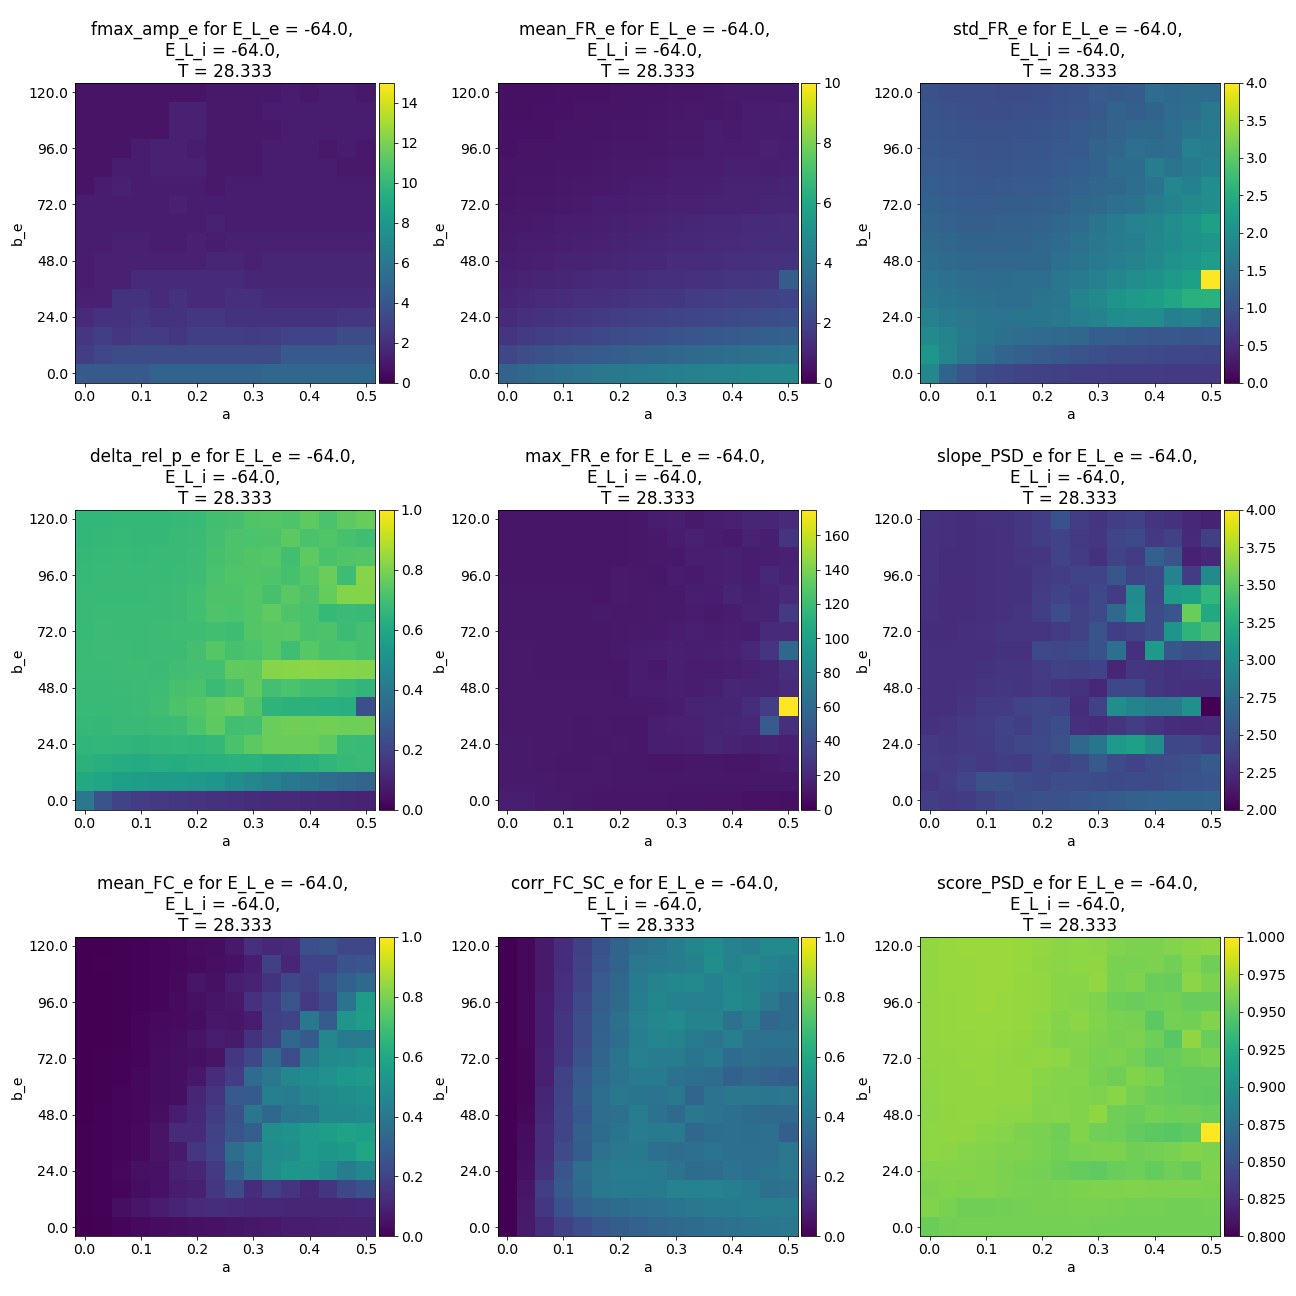 fmax_amp_e for E_L_e = -64.0,
E_L_i = -64.0,
T = 28.333
120.0
96.0
72.0
48.0
24.0
0.0
b_e
0.0 0.1 0.2 0.3 0.4 0.5
a
14
12
10
8
6
4
2
0
mean_FR_e for E_L_e = -64.0,
E_L_i = -64.0,
T = 28.333
120.0
96.0
72.0
48.0
24.0
0.0
b_e
0.0 0.1 0.2 0.3 0.4 0.5
a
10
8
6
4
2
0
std_FR_e for E_L_e = -64.0,
E_L_i = -64.0,
T = 28.333
120.0
96.0
72.0
48.0
24.0
0.0
b_e
0.0 0.1 0.2 0.3 0.4 0.5
a
4.0
3.5
3.0
2.5
2.0
1.5
1.0
0.5
0.0
delta_rel_p_e for E_L_e = -64.0,
E_L_i = -64.0,
T = 28.333
120.0
96.0
72.0
48.0
24.0
0.0
b_e
0.0 0.1 0.2 0.3 0.4 0.5
a
1.0
0.8
0.6
0.4
0.2
0.0
max_FR_e for E_L_e = -64.0,
E_L_i = -64.0,
T = 28.333
120.0
96.0
72.0
48.0
24.0
0.0
b_e
0.0 0.1 0.2 0.3 0.4 0.5
a
160
140
120
100
80
60
40
20
0
slope_PSD_e for E_L_e = -64.0,
E_L_i = -64.0,
T = 28.333
120.0
96.0
72.0
48.0
24.0
0.0
b_e
0.0 0.1 0.2 0.3 0.4 0.5
a
4.00
3.75
3.50
3.25
3.00
2.75
2.50
2.25
2.00
mean_FC_e for E_L_e = -64.0,
E_L_i = -64.0,
T = 28.333
120.0
96.0
72.0
48.0
24.0
0.0
b_e
0.0 0.1 0.2 0.3 0.4 0.5
a
1.0
0.8
0.6
0.4
0.2
0.0
corr_FC_SC_e for E_L_e = -64.0,
E_L_i = -64.0,
T = 28.333
120.0
96.0
72.0
48.0
24.0
0.0
b_e
0.0 0.1 0.2 0.3 0.4 0.5
a
1.0
0.8
0.6
0.4
0.2
0.0
score_PSD_e for E_L_e = -64.0,
E_L_i = -64.0,
T = 28.333
120.0
96.0
72.0
48.0
24.0
0.0
b_e
0.0 0.1 0.2 0.3 0.4 0.5
a
1.000
0.975
0.950
0.925
0.900
0.875
0.850
0.825
0.800